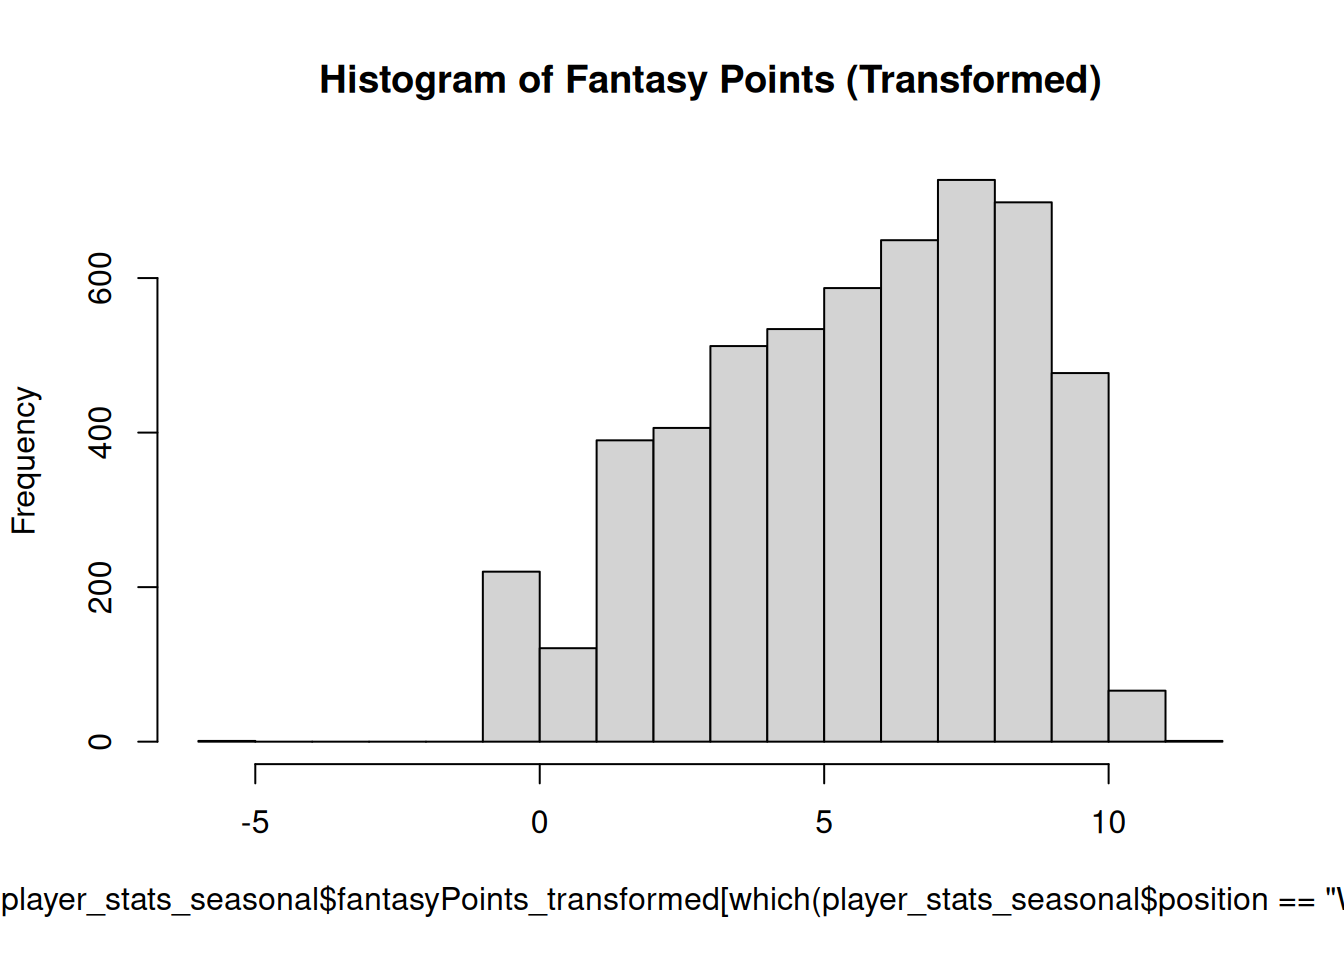 Histogram of Fantasy Points (Transformed)
Frequency
600
400
200
0
-5 0 5 10
player_stats_seasonal$fantasyPoints_transformed[which(player_stats_seasonal$position == "